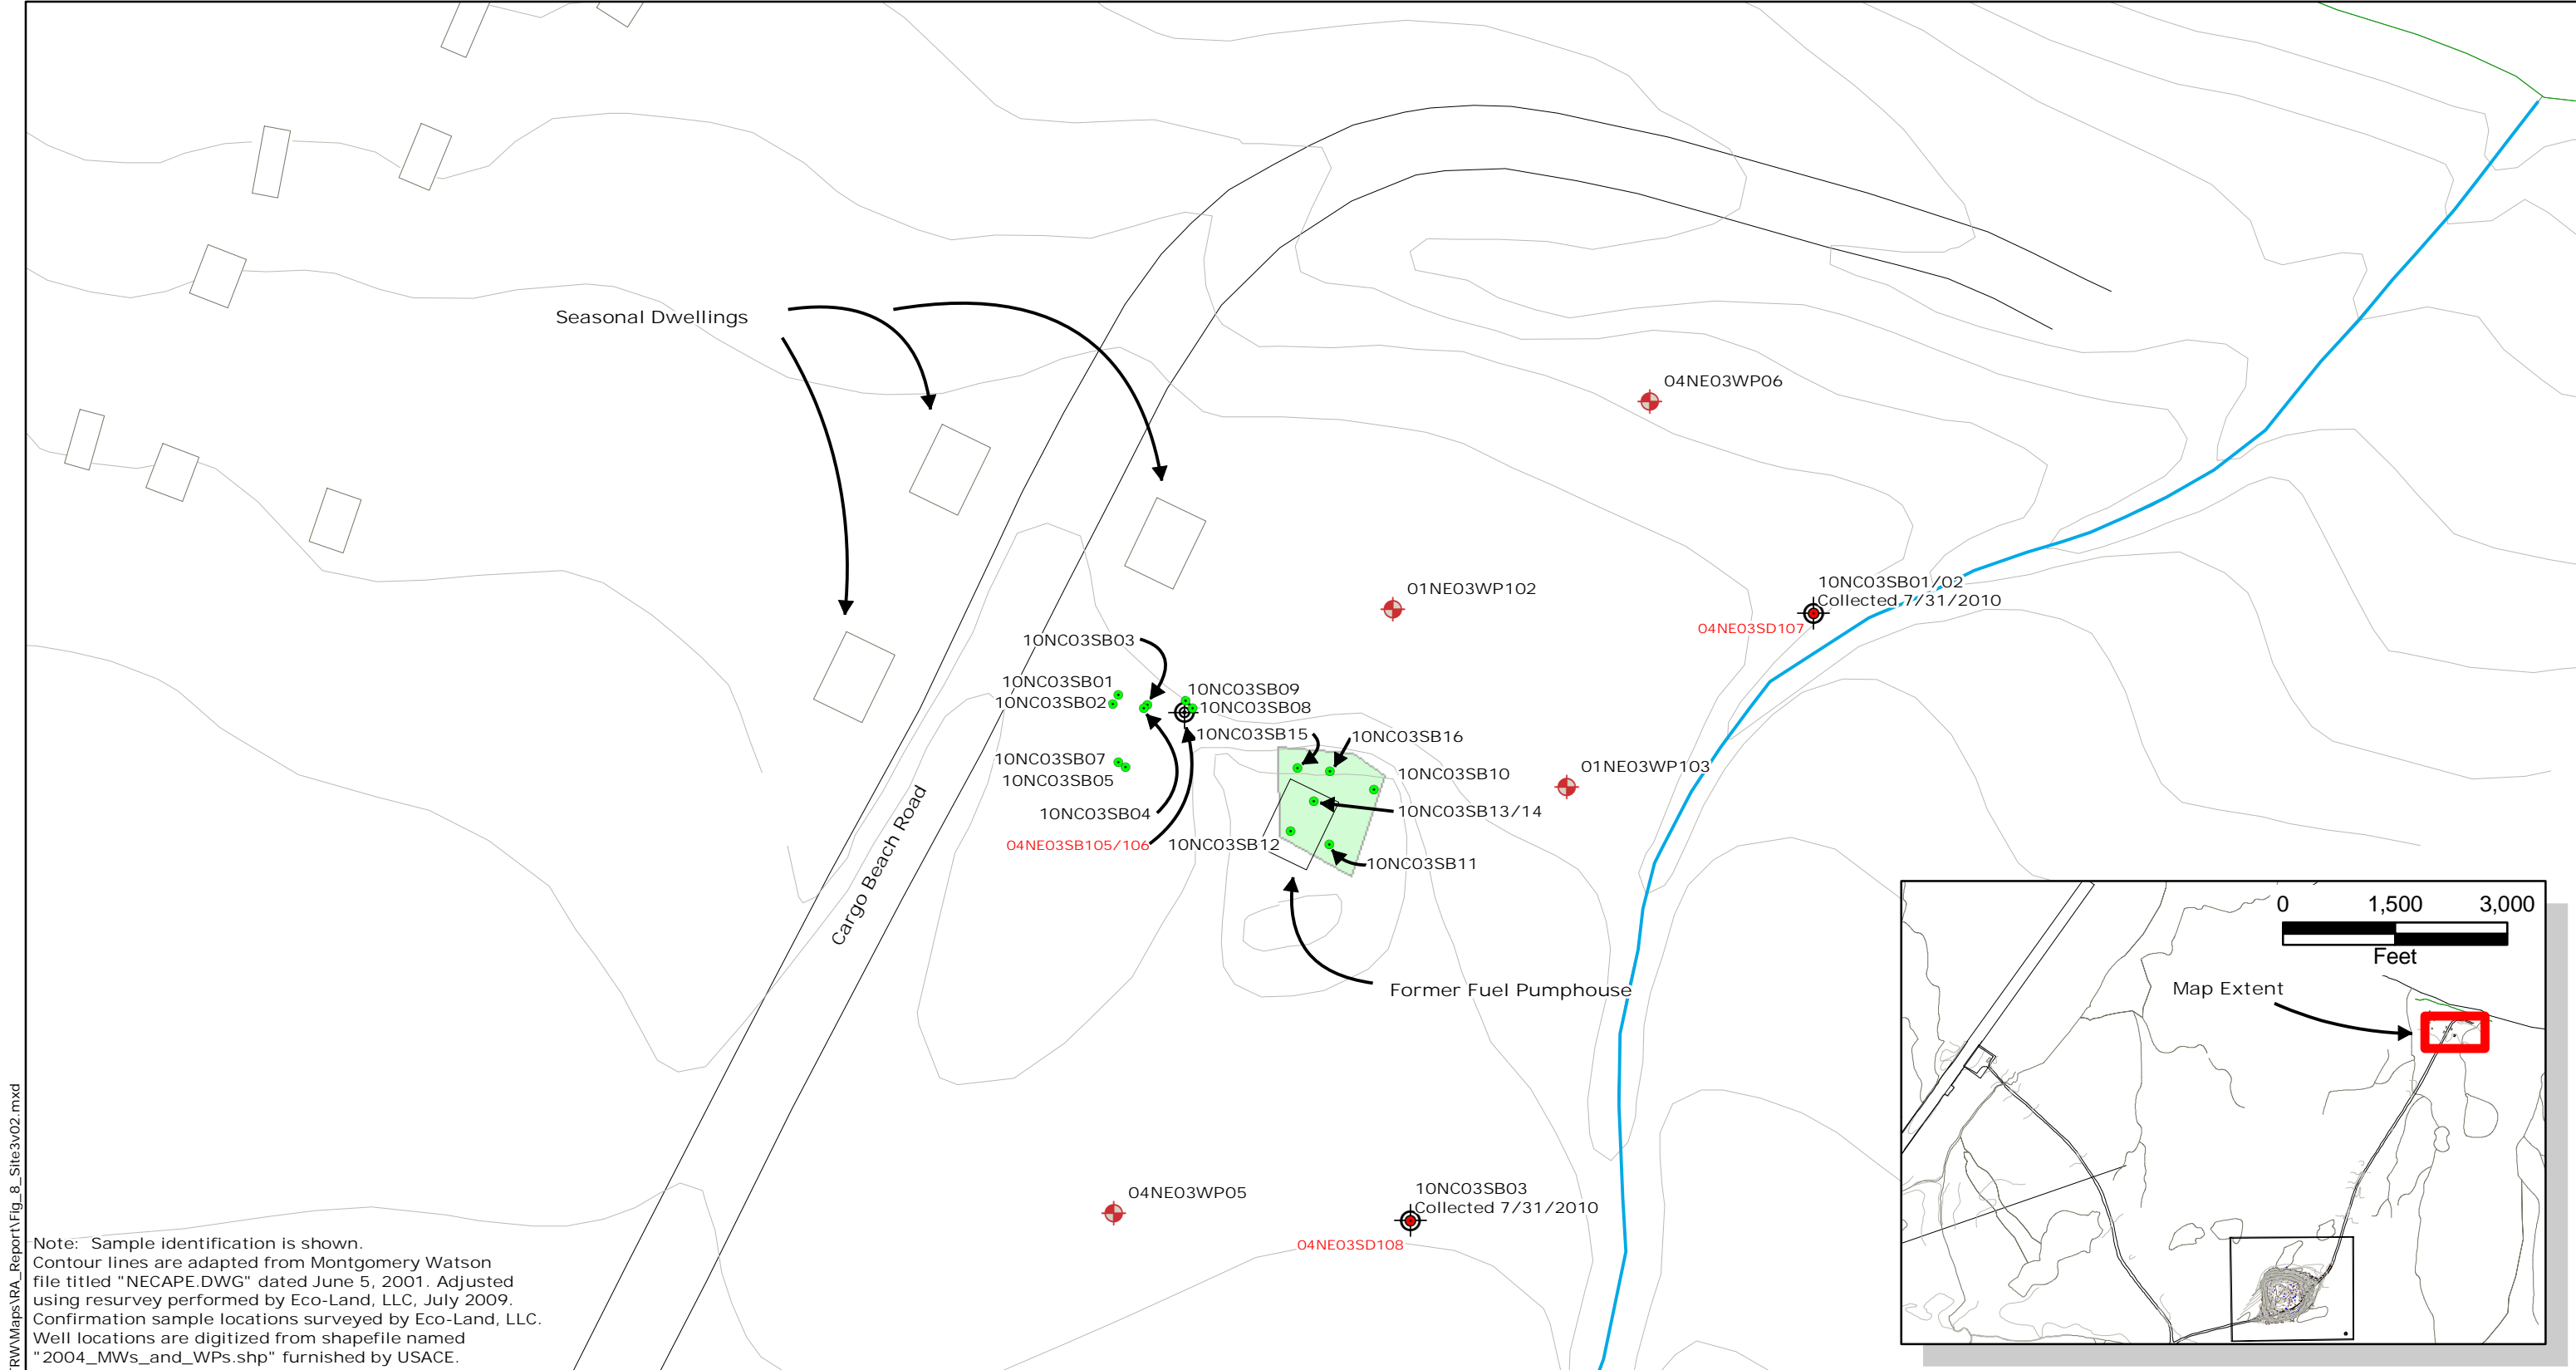 Seasonal Dwellings
04NE03WP06
01NE03WP102
10NC03SB01/02
Collected 7/31/2010
04NE03SD107
10NC03SB03
10NC03SB01
10NC03SB02
10NC03SB09
10NC03SB08
10NC03SB15
10NC03SB16
10NC03SB07
10NC03SB05
10NC03SB10
01NE03WP103
10NC03SB04
10NC03SB13/14
04NE03SB105/106
10NC03SB12
10NC03SB11
Cargo Beach Road
Former Fuel Pumphouse
04NE03WP05
10NC03SB03
Collected 7/31/2010
04NE03SD108
0 1,500 3,000
Feet
Map Extent
Note: Sample identification is shown.
Contour lines are adapted from Montgomery Watson
file titled "NECAPE.DWG" dated June 5, 2001. Adjusted
using resurvey performed by Eco-Land, LLC, July 2009.
Confirmation sample locations surveyed by Eco-Land, LLC.
Well locations are digitized from shapefile named
"2004_MWs_and_WPs.shp" furnished by USACE.
TRW\Maps\RA_Report\Fig_8_Site3v02.mxd